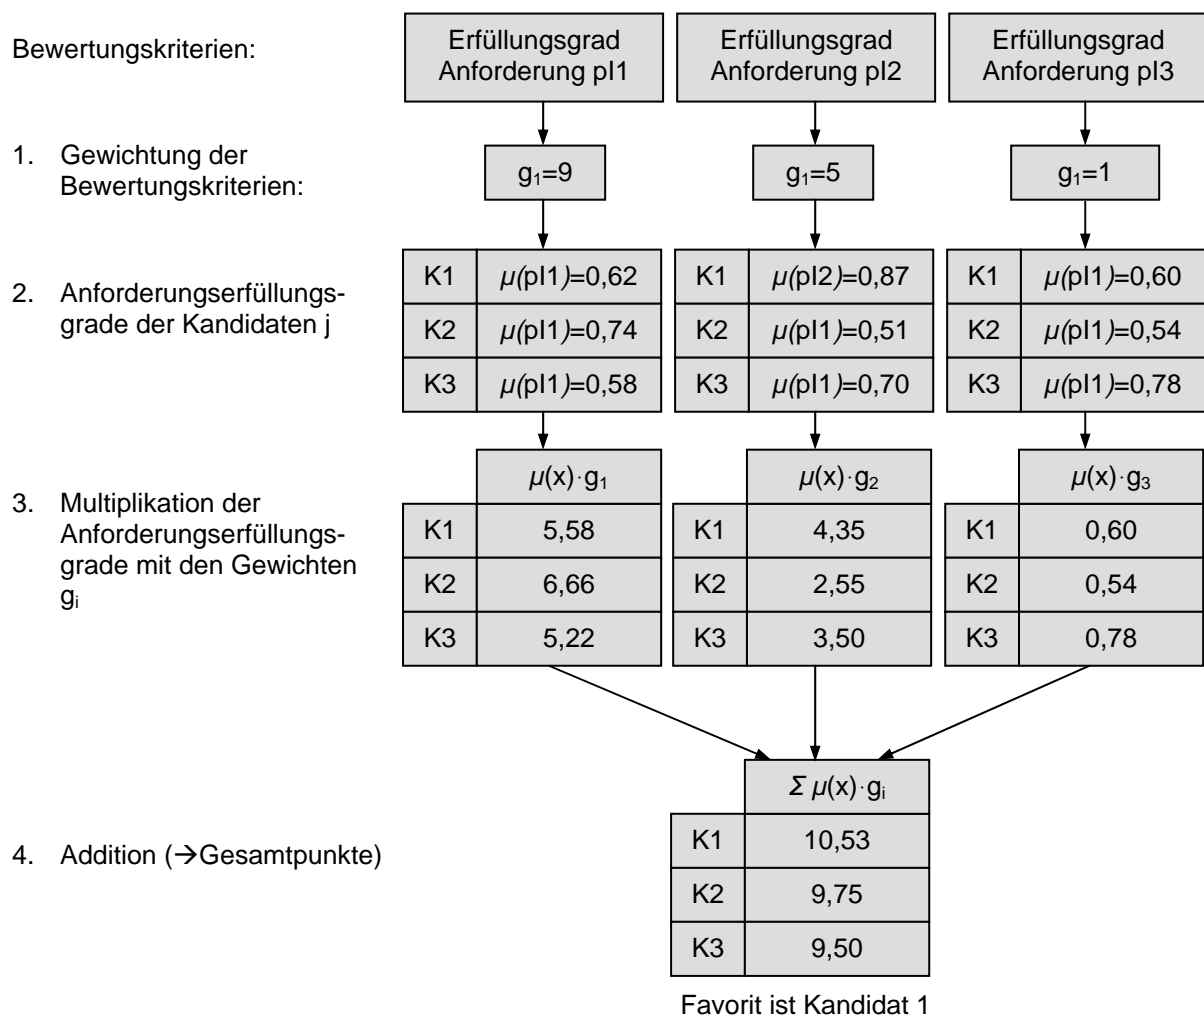 Bewertungskriterien:
Erfüllungsgrad
Anforderung pI1
Erfüllungsgrad
Anforderung pI2
Erfüllungsgrad
Anforderung pI3
1. Gewichtung der
Bewertungskriterien:
g₁=9
g₁=5
g₁=1
2. Anforderungserfüllungs-
grade der Kandidaten j
K1 μ(pI1)=0,62
K2 μ(pI1)=0,74
K3 μ(pI1)=0,58
K1 μ(pI2)=0,87
K2 μ(pI1)=0,51
K3 μ(pI1)=0,70
K1 μ(pI1)=0,60
K2 μ(pI1)=0,54
K3 μ(pI1)=0,78
3. Multiplikation der
Anforderungserfüllungs-
grade mit den Gewichten
gᵢ
μ(x)·g₁
K1 5,58
K2 6,66
K3 5,22
μ(x)·g₂
K1 4,35
K2 2,55
K3 3,50
μ(x)·g₃
K1 0,60
K2 0,54
K3 0,78
4. Addition (→Gesamtpunkte)
Σ μ(x)·gᵢ
K1 10,53
K2 9,75
K3 9,50
Favorit ist Kandidat 1